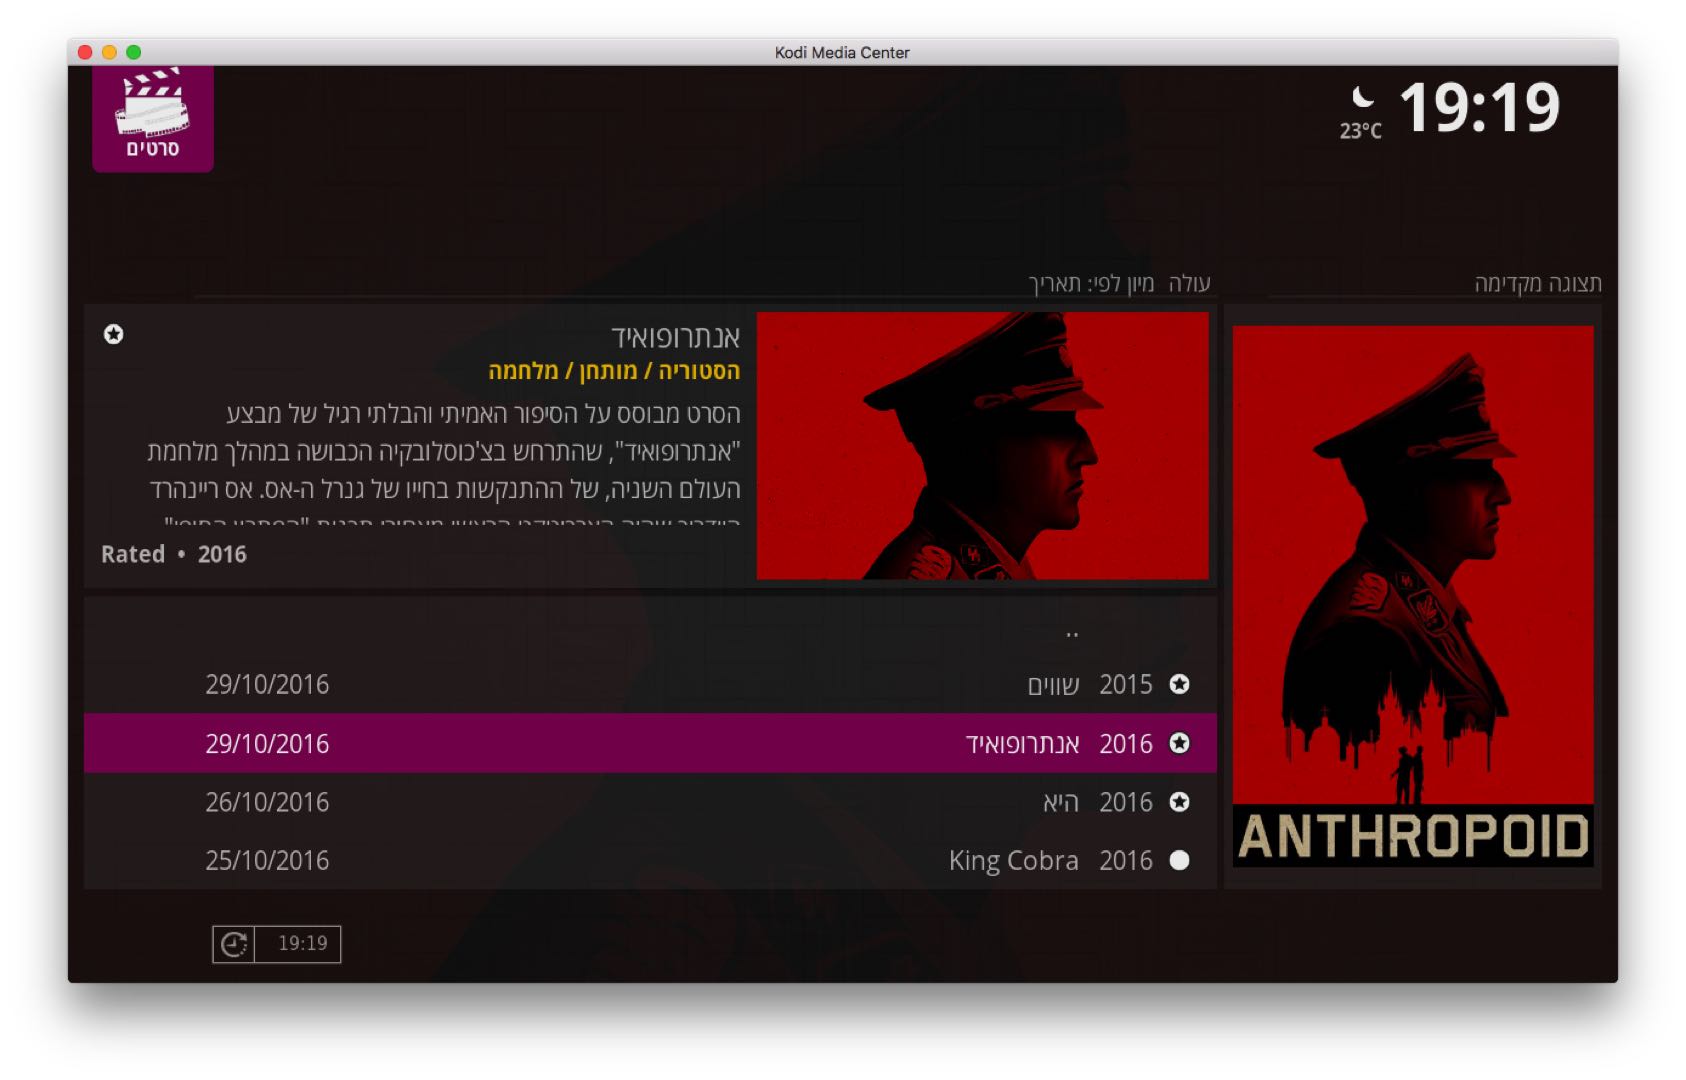 Kodi Media Center
סרטים
23°C
19:19
עולה מיון לפי: תאריך
תצוגה מקדימה
אנתרופואיד
הסטוריה / מותחן / מלחמה
הסרט מבוסס על הסיפור האמיתי והבלתי רגיל של מבצע
"אנתרופואיד", שהתרחש בצ'כוסלובקיה הכבושה במהלך מלחמת
העולם השניה, של ההתנקשות בחייו של גנרל ה-אס. אס ריינהרד
Rated • 2016
..
2015 שווים 29/10/2016
2016 אנתרופואיד 29/10/2016
2016 היא 26/10/2016
2016 King Cobra 25/10/2016
ANTHROPOID
19:19